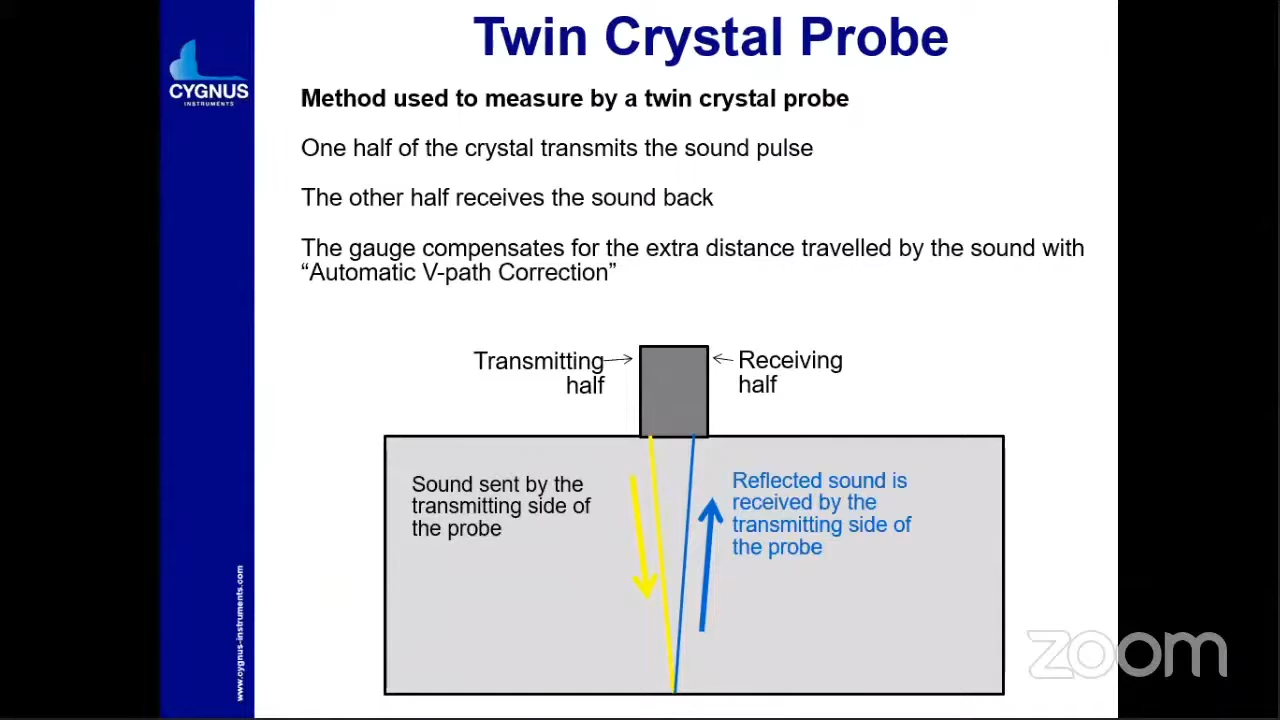 Twin Crystal Probe
CYGNUS
INSTRUMENTS
Method used to measure by a twin crystal probe
One half of the crystal transmits the sound pulse
The other half receives the sound back
The gauge compensates for the extra distance travelled by the sound with
“Automatic V-path Correction”
Transmitting
half
Receiving
half
Sound sent by the
transmitting side of
the probe
Reflected sound is
received by the
transmitting side of
the probe
www.cygnus-instruments.com
zoom